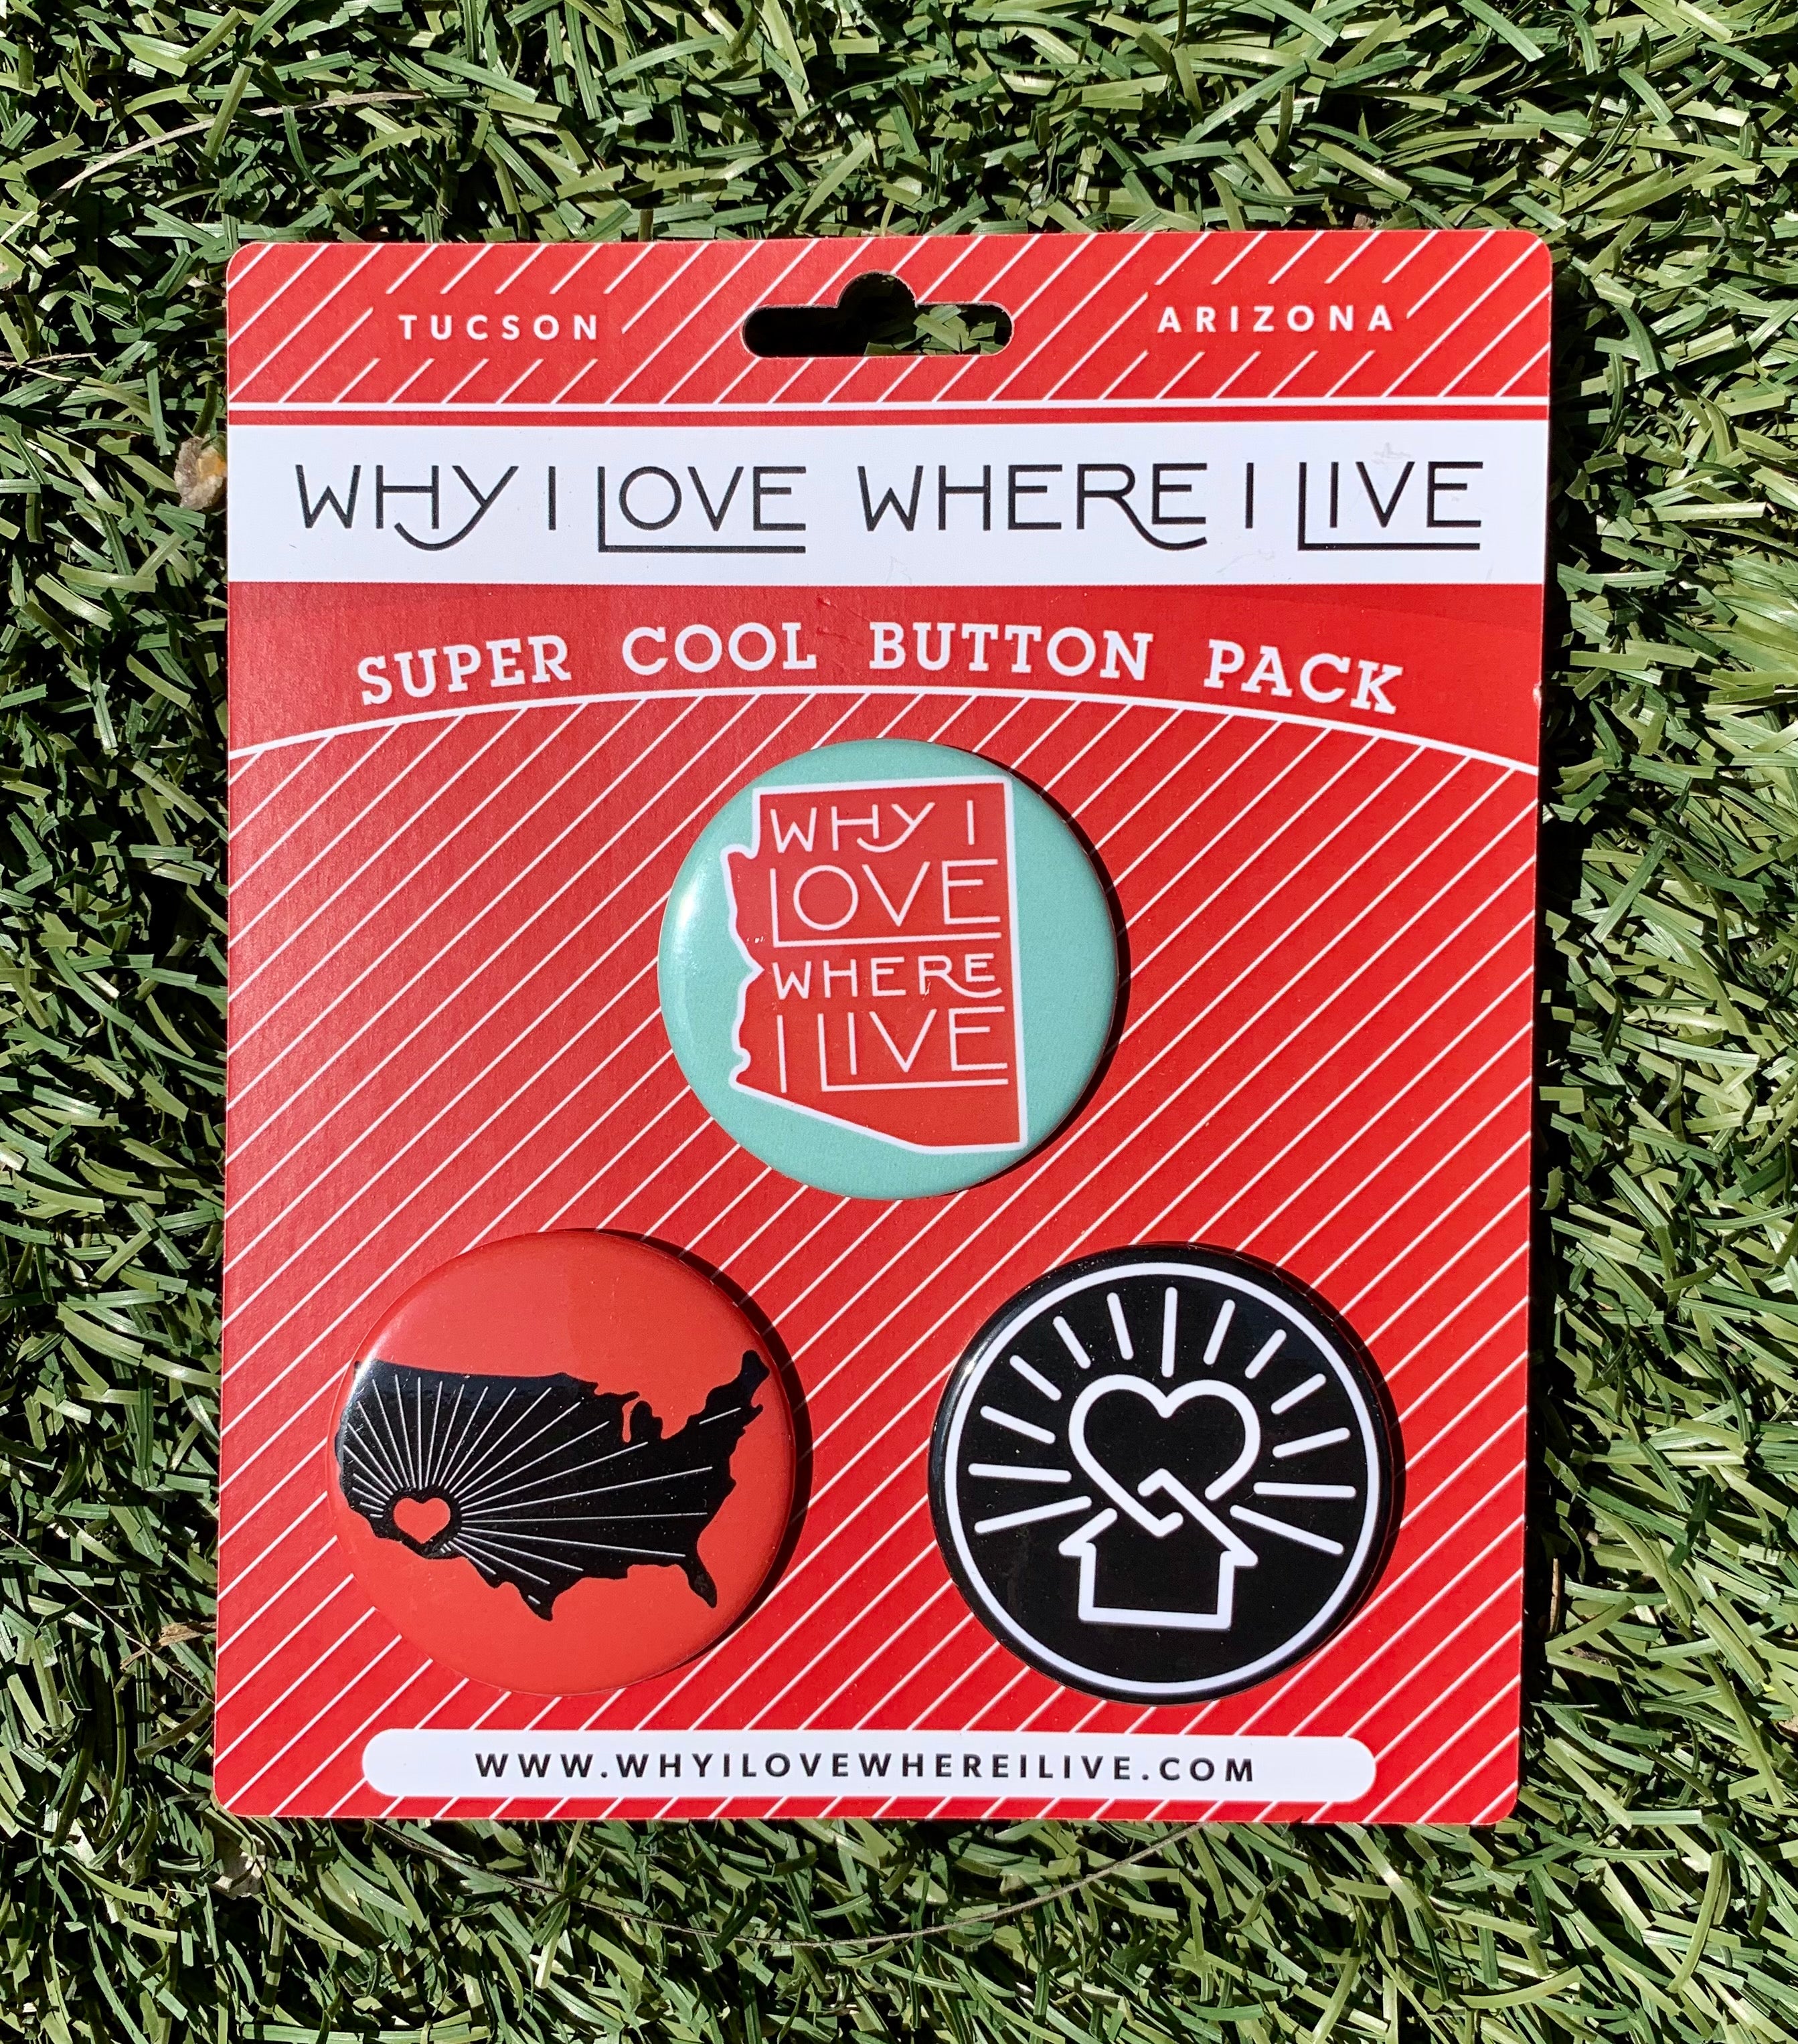 TUCSON
ARIZONA
WHY I LOVE WHERE I LIVE
SUPER COOL BUTTON PACK
WHY I
LOVE
WHERE
I LIVE
WWW.WHYILOVEWHEREILIVE.COM